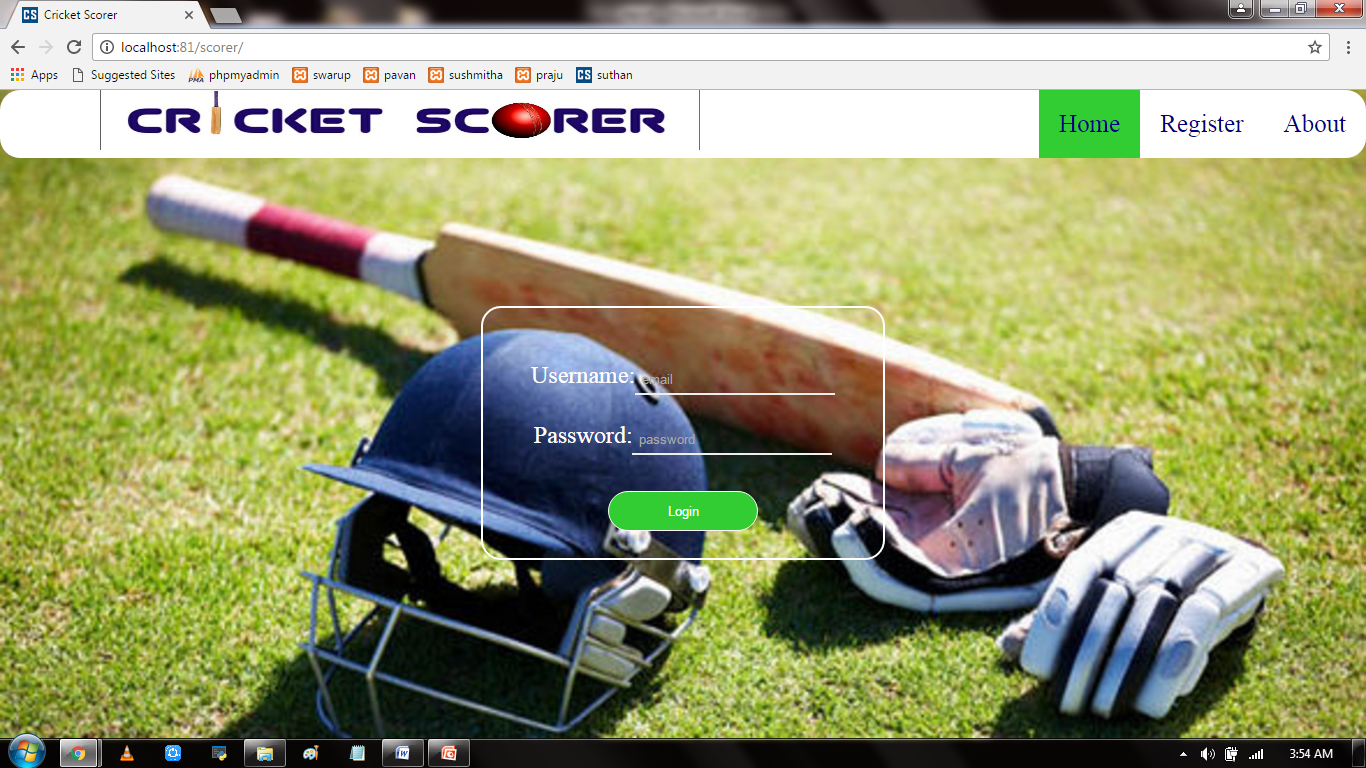 Cricket Scorer
localhost:81/scorer/
Apps Suggested Sites phpmyadmin swarup pavan sushmitha praju suthan
CRICKET SCORER
Home Register About
Username: email
Password: password
Login
3:54 AM